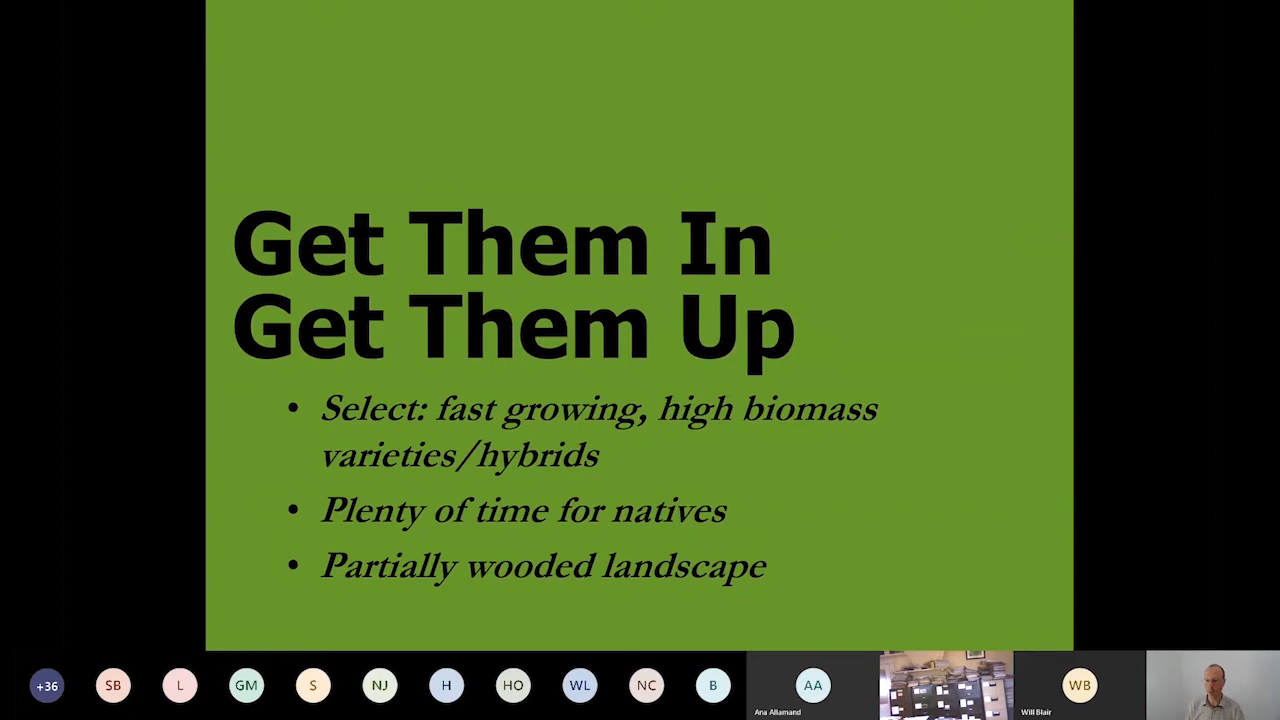 Get Them In
Get Them Up
• Select: fast growing, high biomass
varieties/hybrids
• Plenty of time for natives
• Partially wooded landscape
+36
SB
L
GM
S
NJ
H
HO
WL
NC
B
AA
WB
Ana Allamand
Will Blair